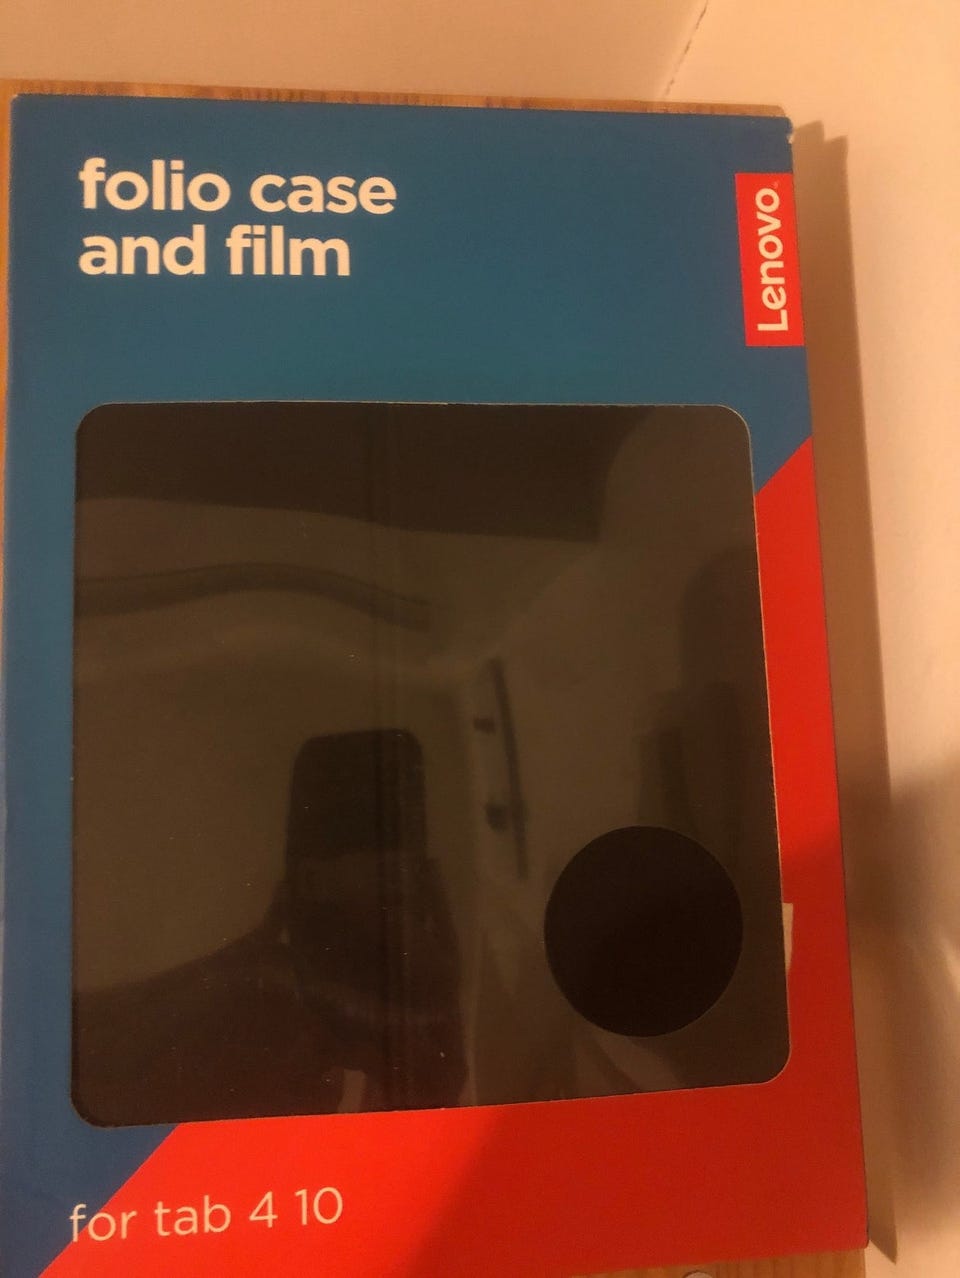 folio case
and film
Lenovo
for tab 4 10